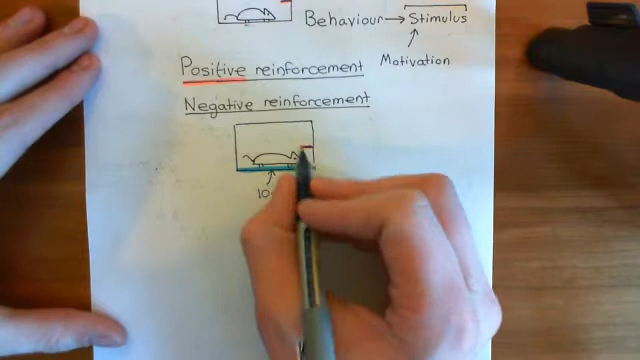 Behaviour → Stimulus
↑
Motivation
Positive reinforcement
Negative reinforcement